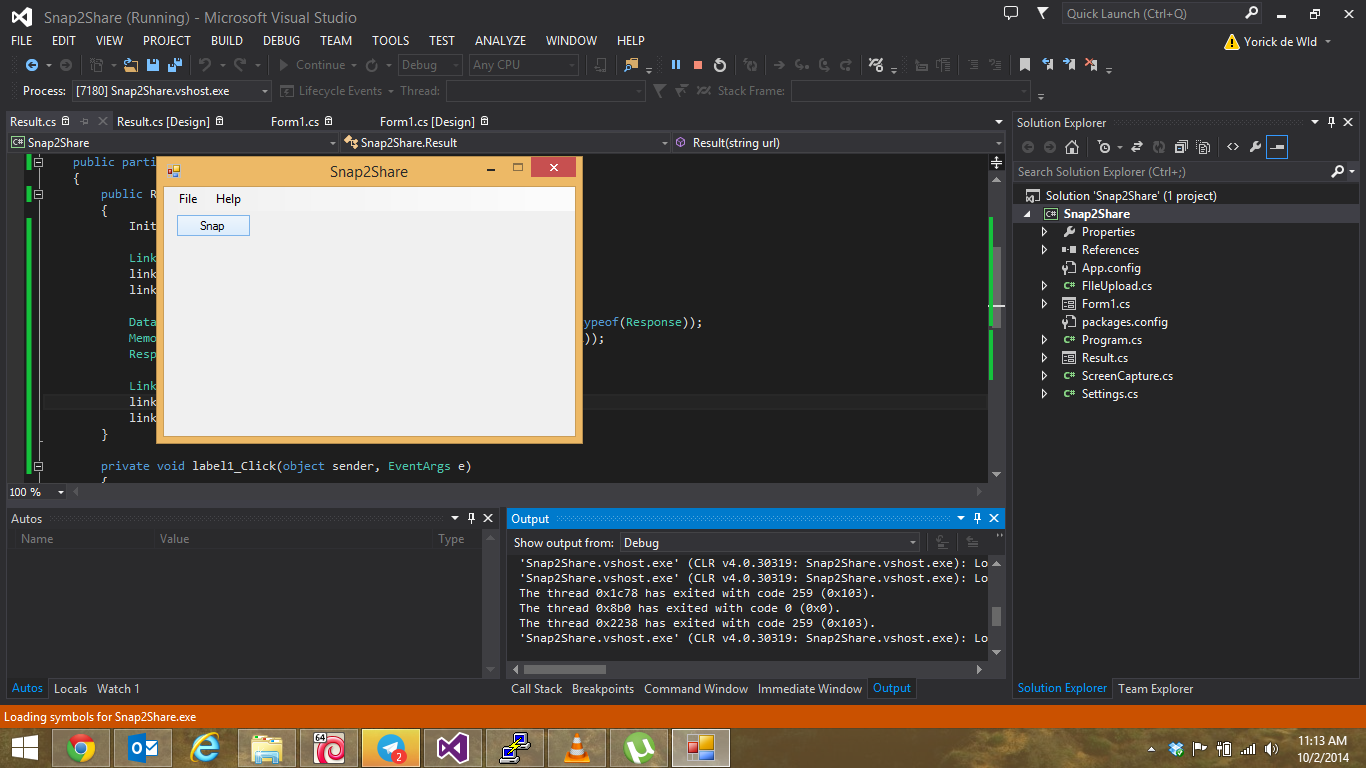 Snap2Share (Running) - Microsoft Visual Studio
Quick Launch (Ctrl+Q)
FILE EDIT VIEW PROJECT BUILD DEBUG TEAM TOOLS TEST ANALYZE WINDOW HELP
Yorick de Wld
Continue Debug Any CPU
Process: [7180] Snap2Share.vshost.exe Lifecycle Events Thread: Stack Frame:
Result.cs Result.cs [Design] Form1.cs Form1.cs [Design]
Snap2Share Snap2Share.Result Result(string url)
public parti
{
public R
{
Init
Link
link
link
Data ypeof(Response));
Memo ));
Resp
Link
link
link
}
private void label1_Click(object sender, EventArgs e)
{
100 %
Snap2Share
File Help
Snap
Solution Explorer
Search Solution Explorer (Ctrl+;)
Solution 'Snap2Share' (1 project)
Snap2Share
Properties
References
App.config
FIleUpload.cs
Form1.cs
packages.config
Program.cs
Result.cs
ScreenCapture.cs
Settings.cs
Autos
Name Value Type
Autos Locals Watch 1
Output
Show output from: Debug
'Snap2Share.vshost.exe' (CLR v4.0.30319: Snap2Share.vshost.exe): Lo
'Snap2Share.vshost.exe' (CLR v4.0.30319: Snap2Share.vshost.exe): Lo
The thread 0x1c78 has exited with code 259 (0x103).
The thread 0x8b0 has exited with code 0 (0x0).
The thread 0x2238 has exited with code 259 (0x103).
'Snap2Share.vshost.exe' (CLR v4.0.30319: Snap2Share.vshost.exe): Lo
Call Stack Breakpoints Command Window Immediate Window Output
Solution Explorer Team Explorer
Loading symbols for Snap2Share.exe
64
2
11:13 AM
10/2/2014